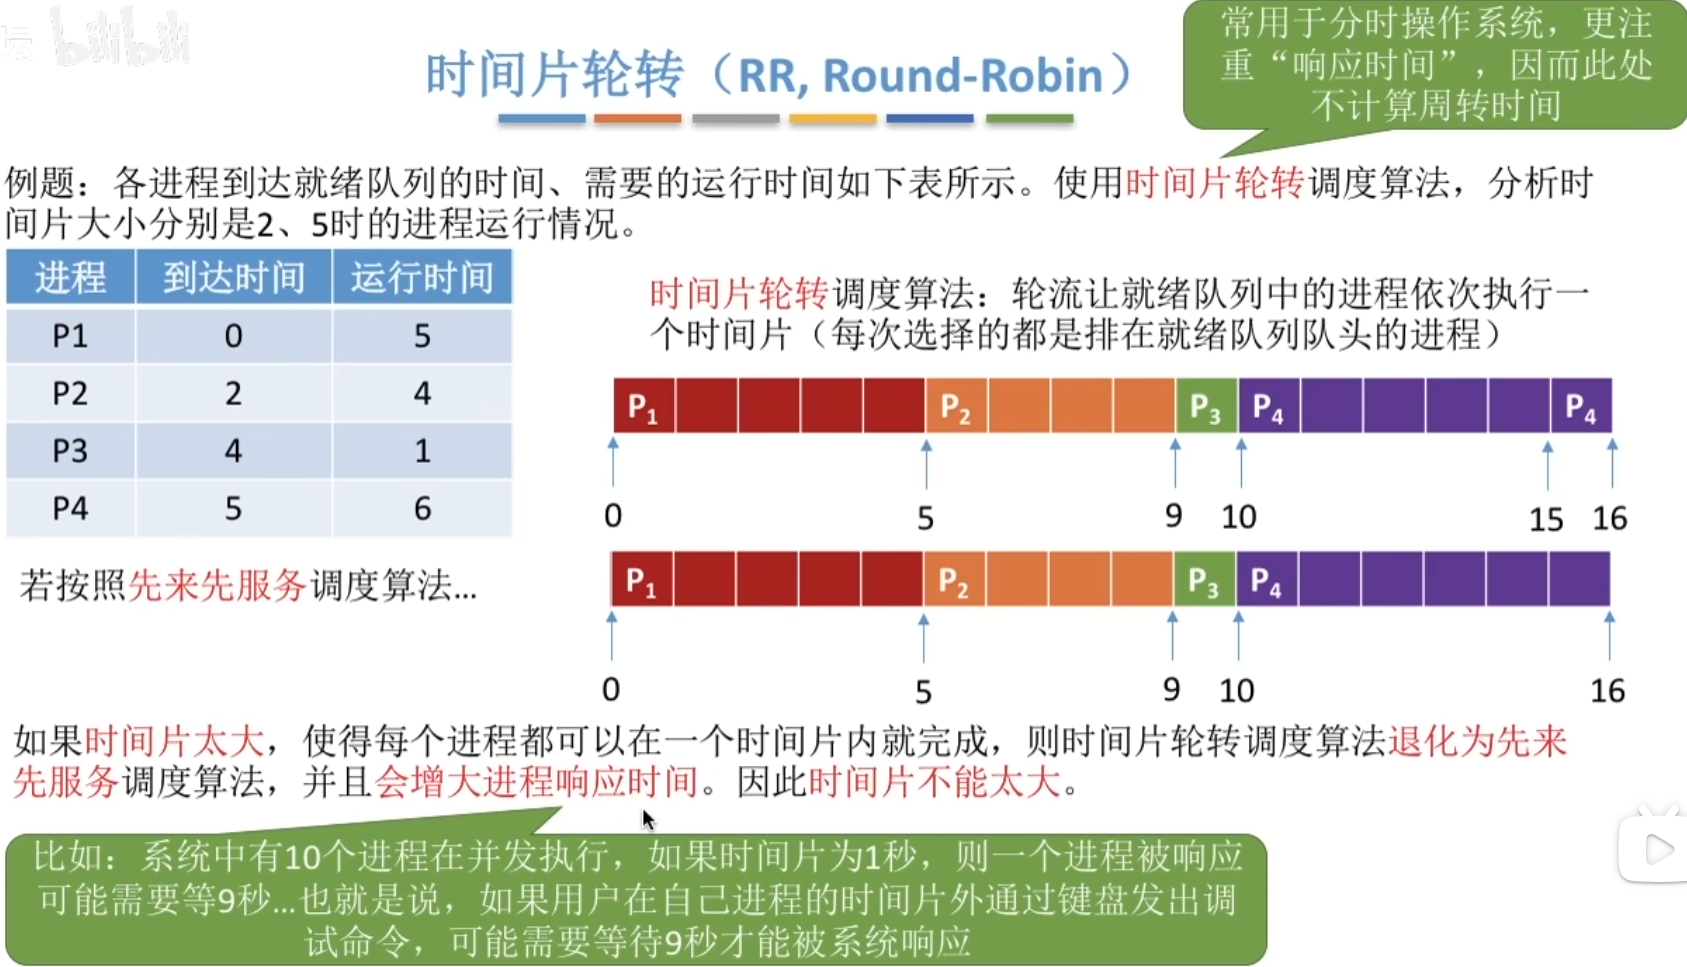 坛 bilibili
常用于分时操作系统，更注
重“响应时间”，因而此处
不计算周转时间
时间片轮转（RR, Round-Robin）
例题：各进程到达就绪队列的时间、需要的运行时间如下表所示。使用时间片轮转调度算法，分析时
间片大小分别是2、5时的进程运行情况。
进程 到达时间 运行时间
P1 0 5
P2 2 4
P3 4 1
P4 5 6
时间片轮转调度算法：轮流让就绪队列中的进程依次执行一
个时间片（每次选择的都是排在就绪队列队头的进程）
P1 P2 P3 P4 P4
0 5 9 10 15 16
若按照先来先服务调度算法...
P1 P2 P3 P4
0 5 9 10 16
如果时间片太大，使得每个进程都可以在一个时间片内就完成，则时间片轮转调度算法退化为先来
先服务调度算法，并且会增大进程响应时间。因此时间片不能太大。
比如：系统中有10个进程在并发执行，如果时间片为1秒，则一个进程被响应
可能需要等9秒...也就是说，如果用户在自己进程的时间片外通过键盘发出调
试命令，可能需要等待9秒才能被系统响应